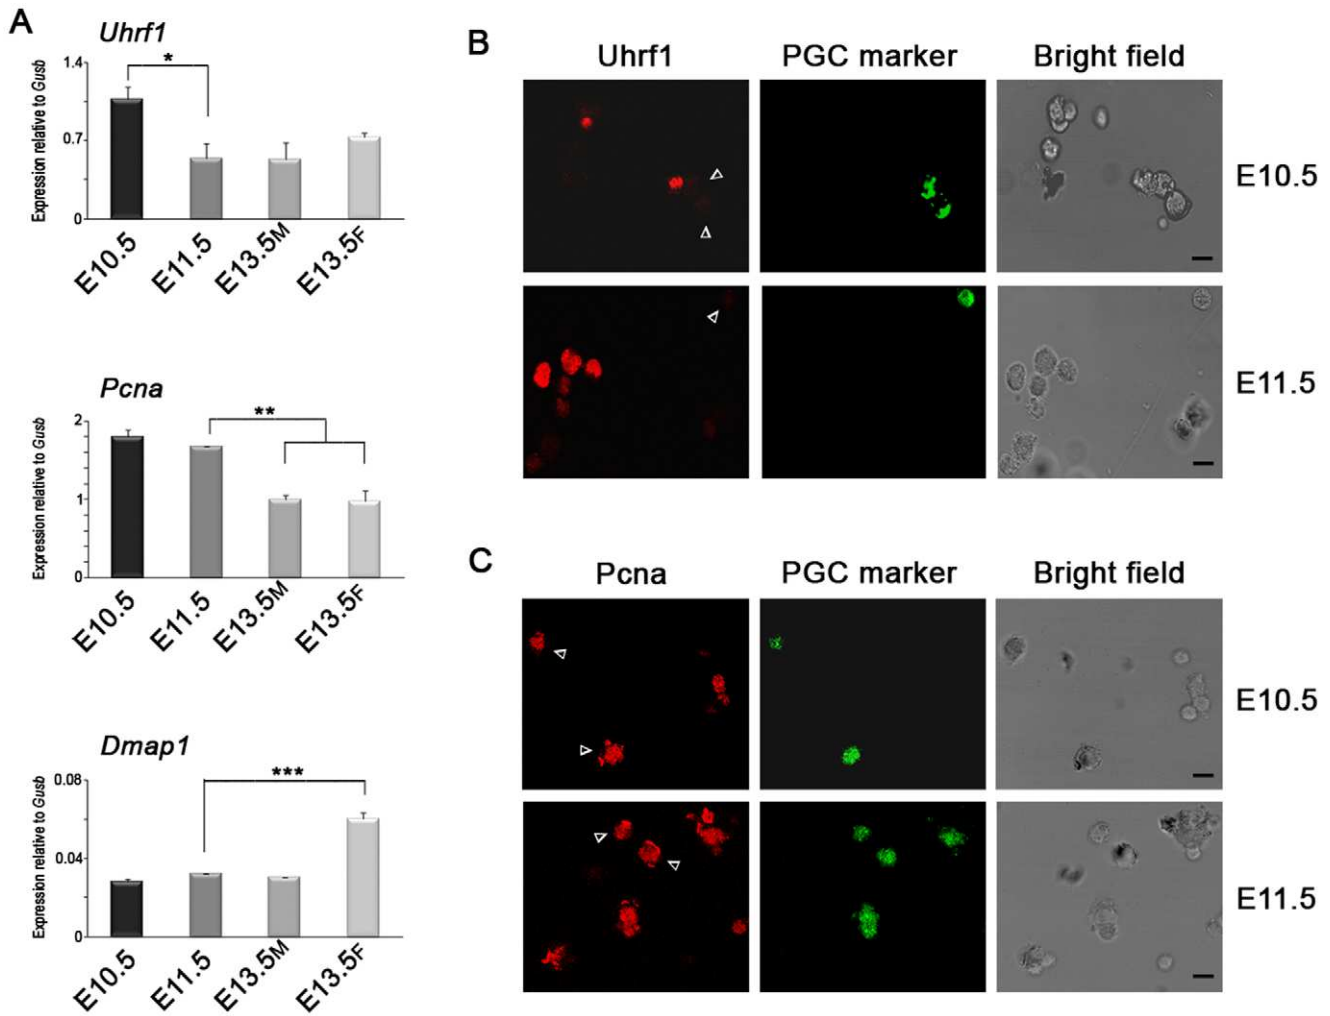 A
Uhrf1
Expression relative to Gusb
1.4
0.7
0
*
E10.5
E11.5
E13.5M
E13.5F
Pcna
Expression relative to Gusb
2
1
0
**
E10.5
E11.5
E13.5M
E13.5F
Dmap1
Expression relative to Gusb
0.08
0.04
0
***
E10.5
E11.5
E13.5M
E13.5F
B
Uhrf1 PGC marker Bright field
E10.5
E11.5
C
Pcna PGC marker Bright field
E10.5
E11.5